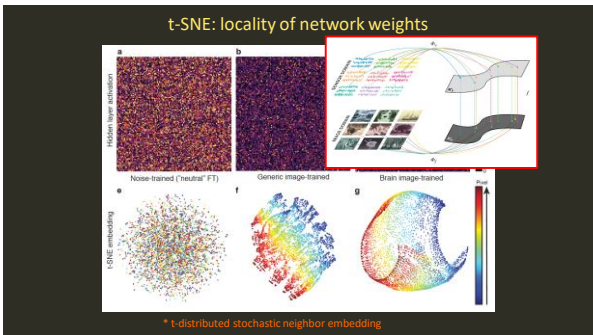 t-SNE: locality of network weights
a
b
Hidden layer activation
Noise-trained ("neutral" FT)
Generic image-trained
Brain image-trained
e
f
g
Pixel
t-SNE embedding
* t-distributed stochastic neighbor embedding